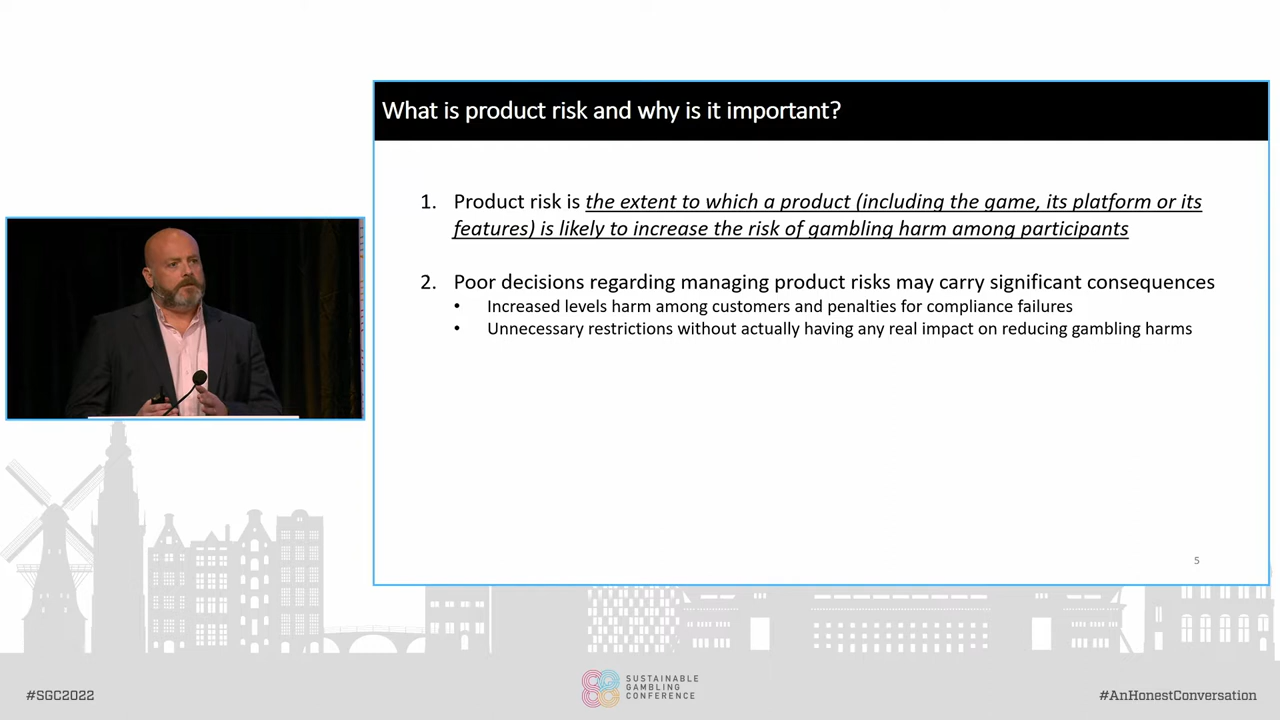 What is product risk and why is it important?
1. Product risk is the extent to which a product (including the game, its platform or its
features) is likely to increase the risk of gambling harm among participants
2. Poor decisions regarding managing product risks may carry significant consequences
• Increased levels harm among customers and penalties for compliance failures
• Unnecessary restrictions without actually having any real impact on reducing gambling harms
5
#SGC2022
SUSTAINABLE
GAMBLING
CONFERENCE
#AnHonestConversation